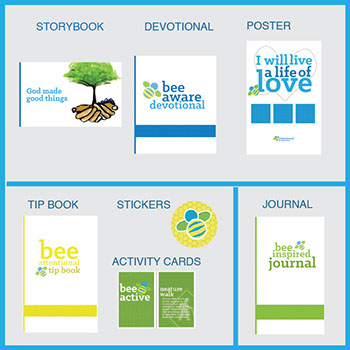 STORYBOOK
DEVOTIONAL
POSTER
God made
good things
bee
aware
devotional
I will live
a life of
love
TIP BOOK
STICKERS
JOURNAL
bee
attentional
tip book
ACTIVITY CARDS
bee
active
nature
walk
bee
inspired
journal